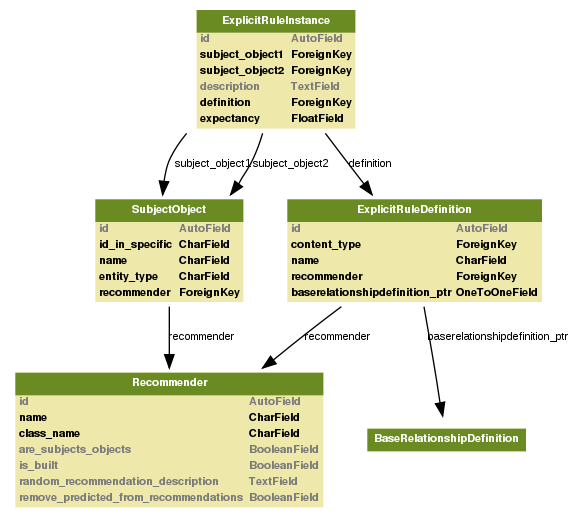 ExplicitRuleInstance
id AutoField
subject_object1 ForeignKey
subject_object2 ForeignKey
description TextField
definition ForeignKey
expectancy FloatField
subject_object1 subject_object2 definition
SubjectObject
id AutoField
id_in_specific CharField
name CharField
entity_type CharField
recommender ForeignKey
ExplicitRuleDefinition
id AutoField
content_type ForeignKey
name CharField
recommender ForeignKey
baserelationshipdefinition_ptr OneToOneField
recommender recommender baserelationshipdefinition_ptr
Recommender
id AutoField
name CharField
class_name CharField
are_subjects_objects BooleanField
is_built BooleanField
random_recommendation_description TextField
remove_predicted_from_recommendations BooleanField
BaseRelationshipDefinition